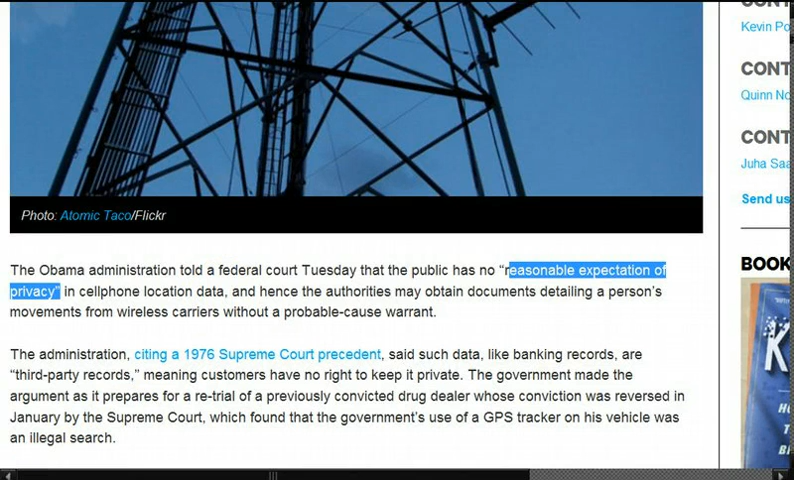 Photo: Atomic Taco/Flickr
The Obama administration told a federal court Tuesday that the public has no “reasonable expectation of
privacy” in cellphone location data, and hence the authorities may obtain documents detailing a person’s
movements from wireless carriers without a probable-cause warrant.
The administration, citing a 1976 Supreme Court precedent, said such data, like banking records, are
“third-party records,” meaning customers have no right to keep it private. The government made the
argument as it prepares for a re-trial of a previously convicted drug dealer whose conviction was reversed in
January by the Supreme Court, which found that the government’s use of a GPS tracker on his vehicle was
an illegal search.
Kevin Po
CONT
Quinn No
CONT
Juha Saa
Send us
BOOK
K